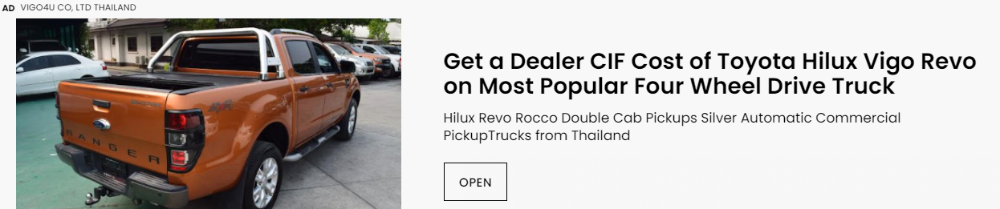 AD VIGO4U CO, LTD THAILAND
Get a Dealer CIF Cost of Toyota Hilux Vigo Revo
on Most Popular Four Wheel Drive Truck
Hilux Revo Rocco Double Cab Pickups Silver Automatic Commercial
PickupTrucks from Thailand
OPEN
4x4
RANGER